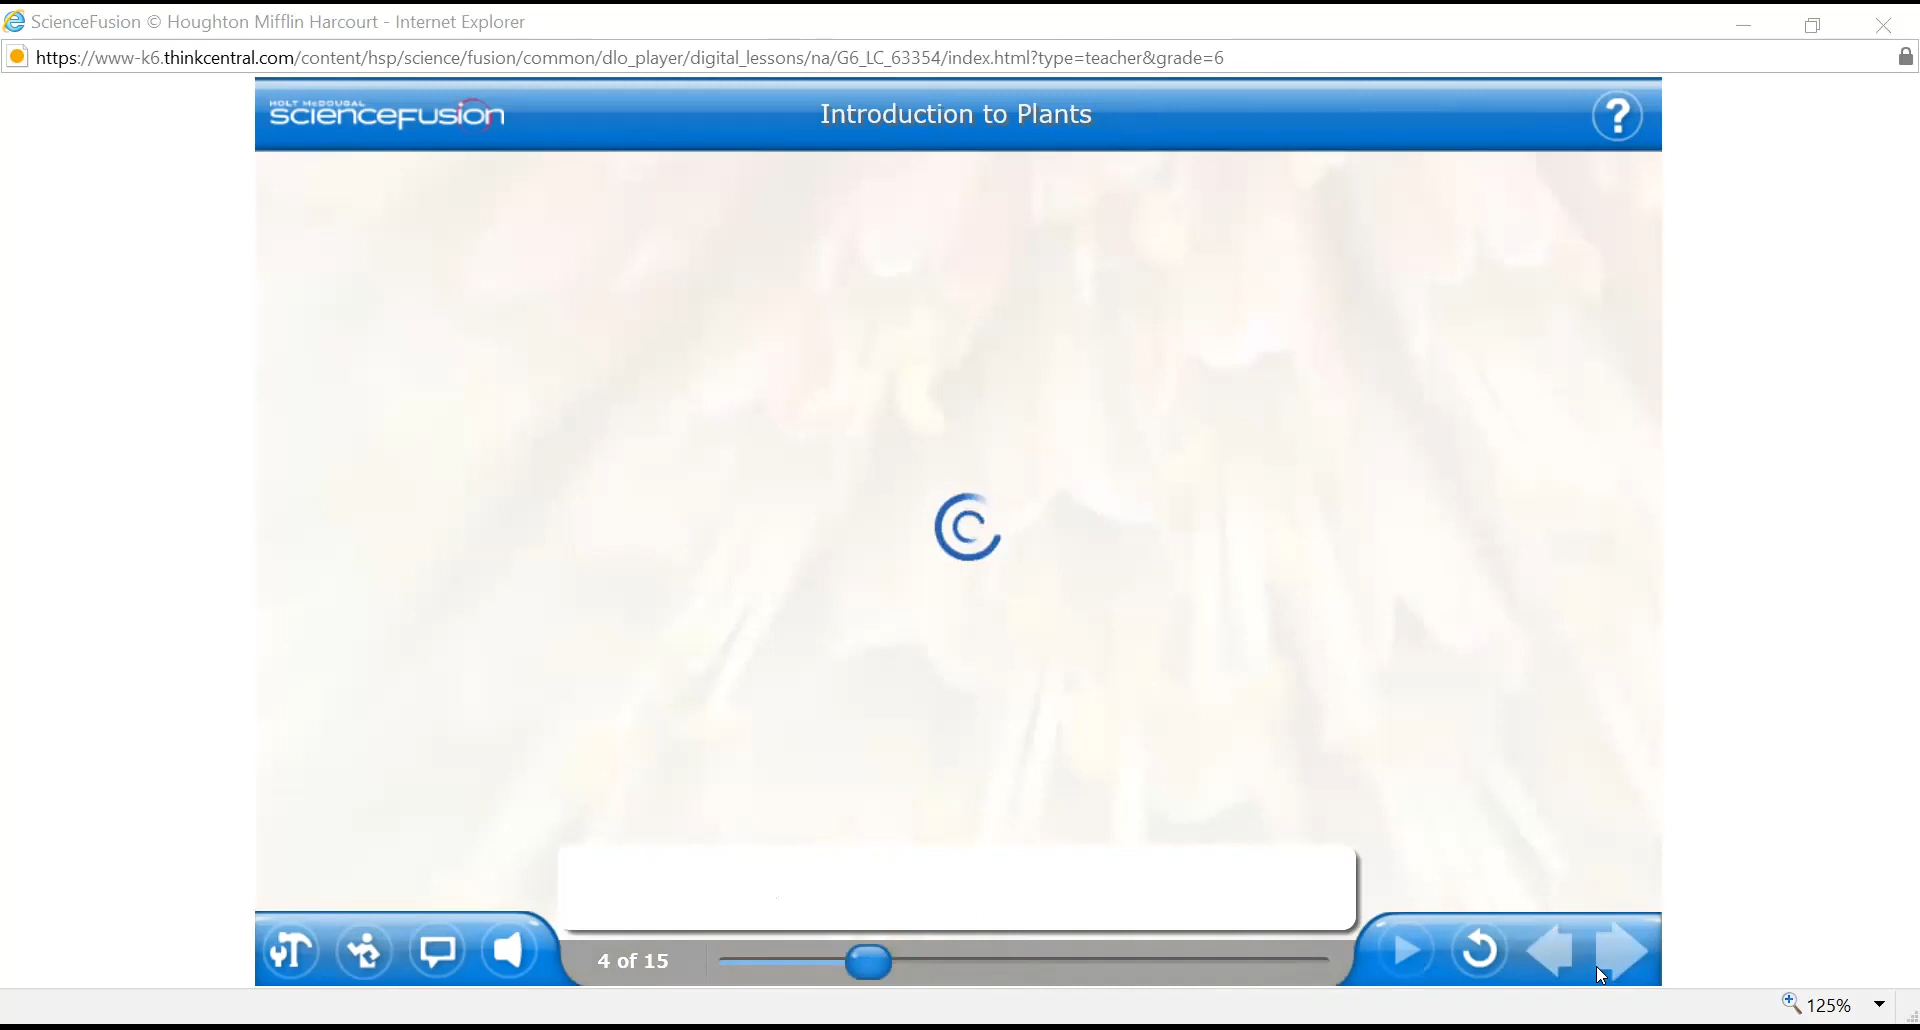 ScienceFusion © Houghton Mifflin Harcourt - Internet Explorer
https://www-k6.thinkcentral.com/content/hsp/science/fusion/common/dlo_player/digital_lessons/na/G6_LC_63354/index.html?type=teacher&grade=6
HOLT McDOUGAL
scienceFusion
Introduction to Plants
?
4 of 15
125%